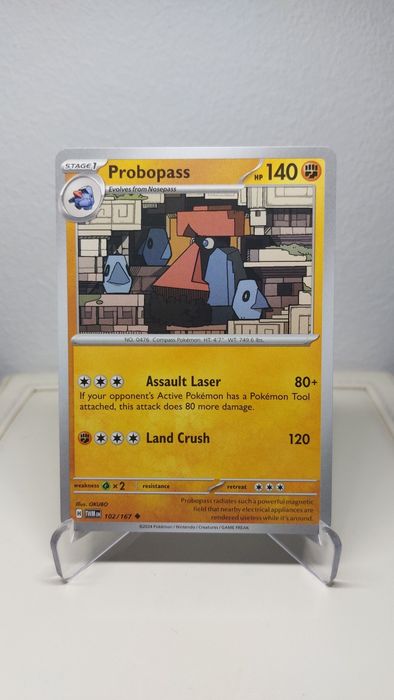 STAGE 1
Probopass
HP 140
Evolves from Nosepass
NO. 0476 Compass Pokémon HT: 4'7" WT: 749.6 lbs.
Assault Laser 80+
If your opponent's Active Pokémon has a Pokémon Tool
attached, this attack does 80 more damage.
Land Crush 120
weakness ×2 resistance retreat
Illus. OKUBO
Probopass radiates such a powerful magnetic
field that nearby electrical appliances are
rendered useless while it's around.
H TWM EN 102/167
©2024 Pokémon / Nintendo / Creatures / GAME FREAK